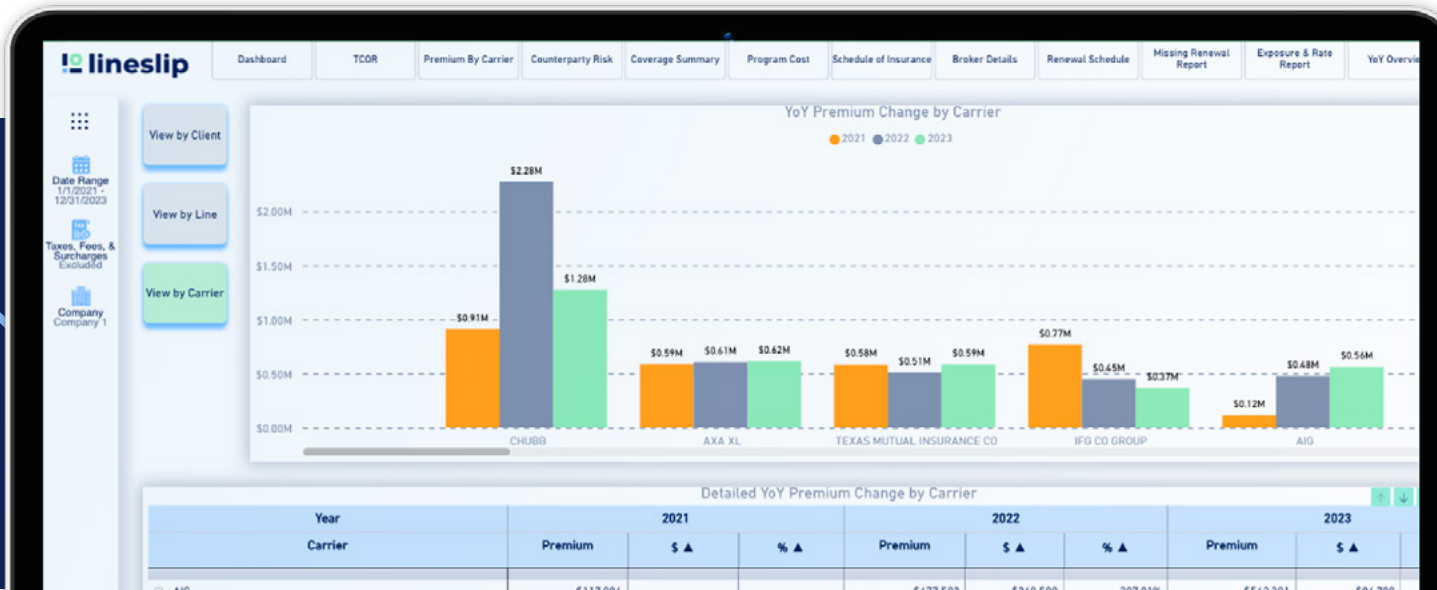 lineslip
Dashboard
TCOR
Premium By Carrier
Counterparty Risk
Coverage Summary
Program Cost
Schedule of Insurance
Broker Details
Renewal Schedule
Missing Renewal
Report
Exposure & Rate
Report
YoY
Date Range
1/1/2021 -
12/31/2023
Taxes, Fees, &
Surcharges
Excluded
Company
Company 1
View by Client
View by Line
View by Carrier
YoY Premium Change by Carrier
2021 2022 2023
$2.00M
$1.50M
$1.00M
$0.50M
$0.00M
$0.91M $2.28M $1.28M
$0.59M $0.61M $0.62M
$0.58M $0.51M $0.59M
$0.77M $0.45M $0.37M
$0.12M $0.48M $0.56M
CHUBB
AXA XL
TEXAS MUTUAL INSURANCE CO
IFG CO GROUP
AIG
Detailed YoY Premium Change by Carrier
Year 2021 2022 2023
Carrier Premium $ ▲ % ▲ Premium $ ▲ % ▲ Premium $ ▲